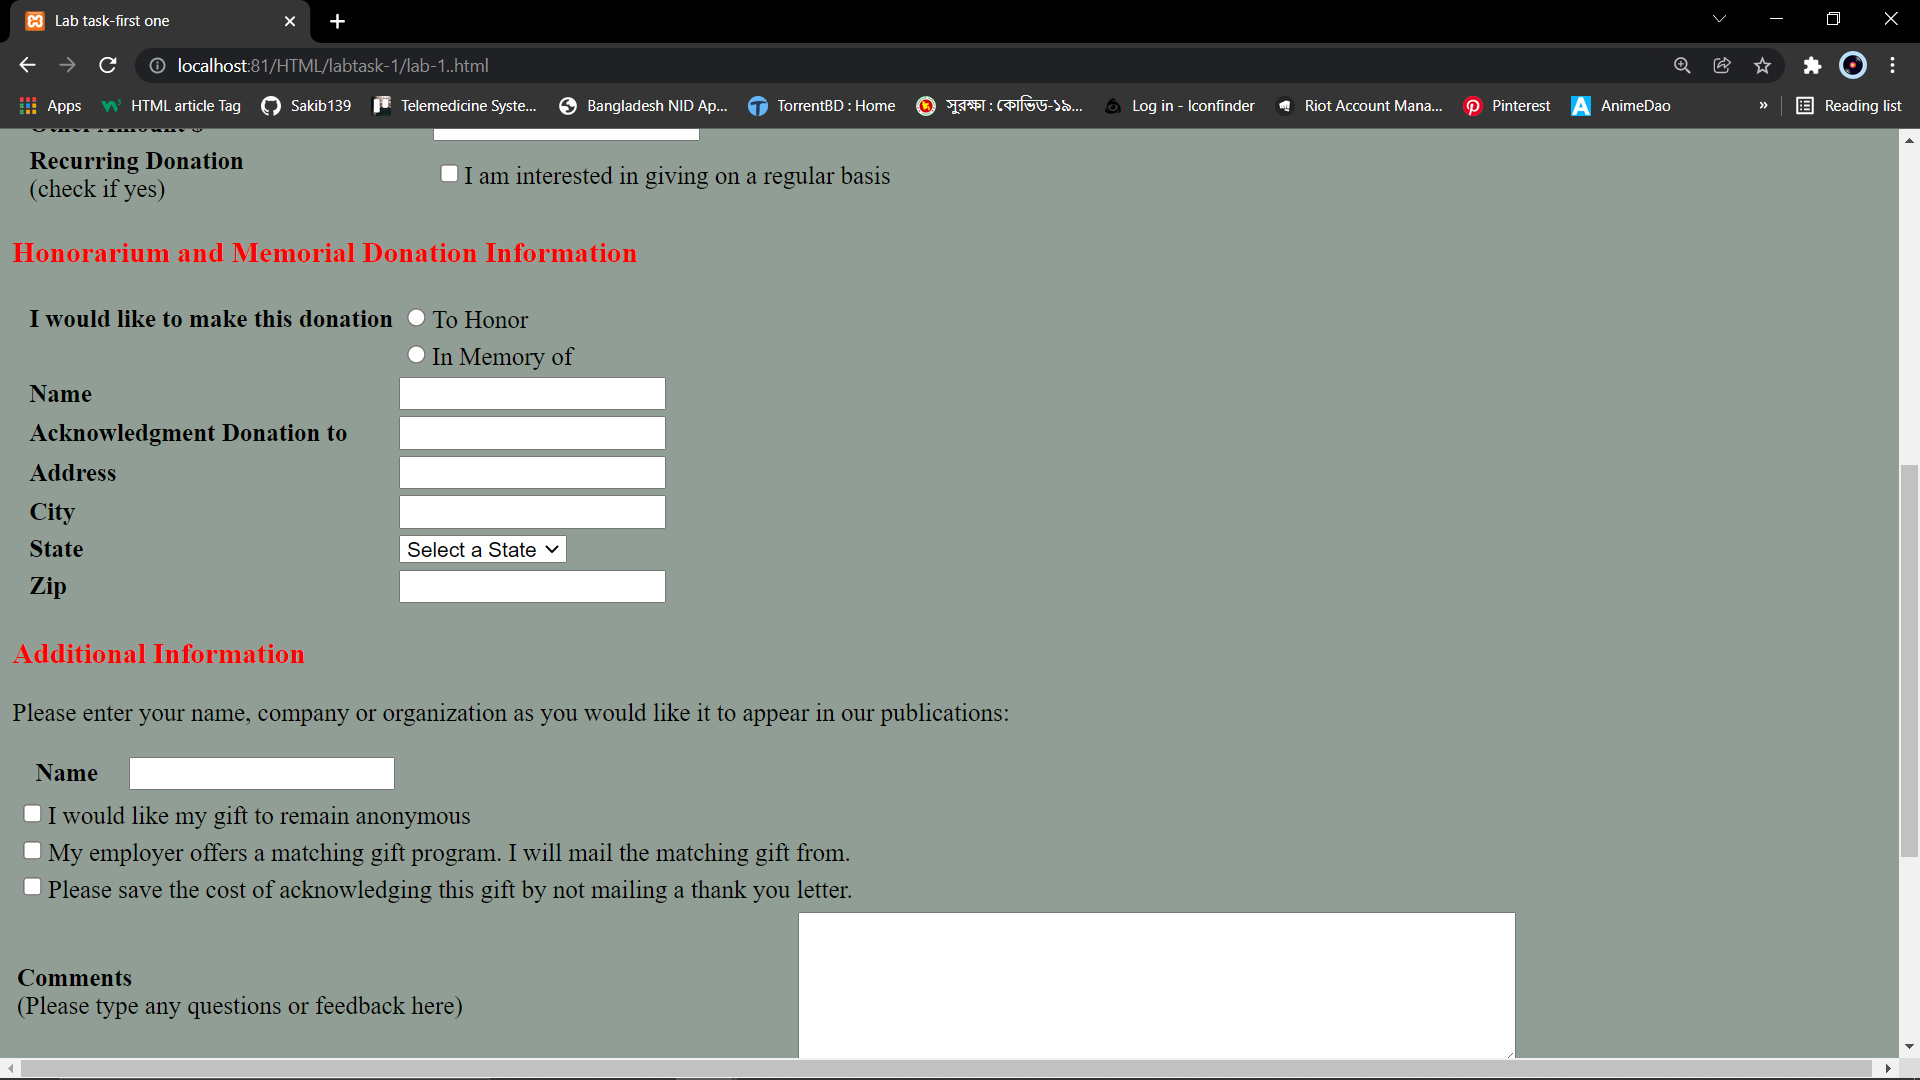 Lab task-first one
localhost:81/HTML/labtask-1/lab-1..html
Apps HTML article Tag Sakib139 Telemedicine Syste... Bangladesh NID Ap... TorrentBD : Home সুরক্ষা : কোভিড-১৯... Log in - Iconfinder Riot Account Mana... Pinterest AnimeDao » Reading list
Other Amount $
Recurring Donation
(check if yes)
I am interested in giving on a regular basis
Honorarium and Memorial Donation Information
I would like to make this donation To Honor
In Memory of
Name
Acknowledgment Donation to
Address
City
State Select a State
Zip
Additional Information
Please enter your name, company or organization as you would like it to appear in our publications:
Name
I would like my gift to remain anonymous
My employer offers a matching gift program. I will mail the matching gift from.
Please save the cost of acknowledging this gift by not mailing a thank you letter.
Comments
(Please type any questions or feedback here)